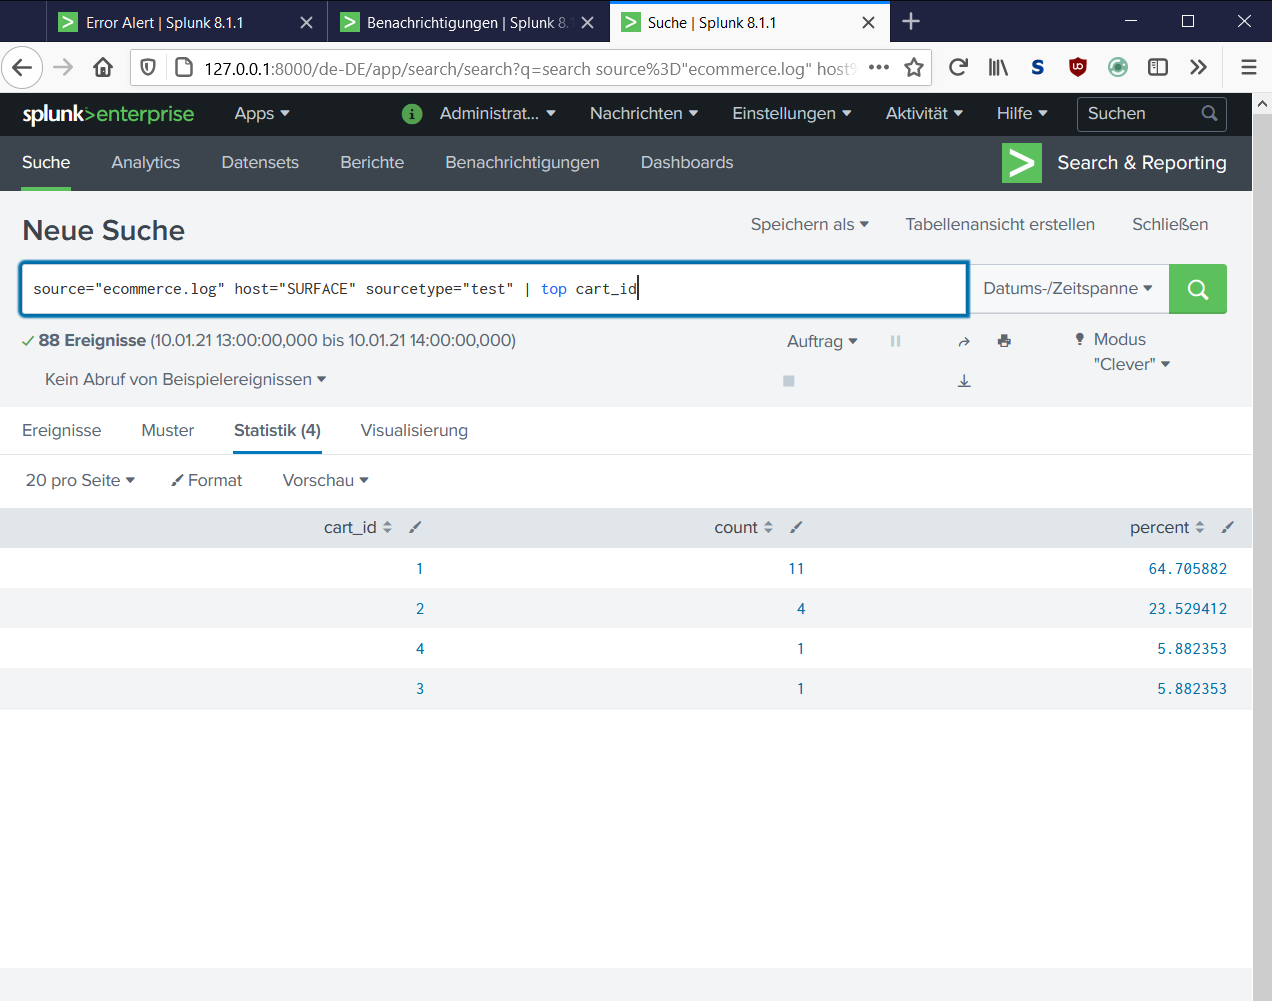 Error Alert | Splunk 8.1.1
Benachrichtigungen | Splunk 8.
Suche | Splunk 8.1.1
127.0.0.1:8000/de-DE/app/search/search?q=search source%3D"ecommerce.log" host
splunk>enterprise
Apps
Administrat...
Nachrichten
Einstellungen
Aktivität
Hilfe
Suchen
Suche
Analytics
Datensets
Berichte
Benachrichtigungen
Dashboards
Search & Reporting
Neue Suche
Speichern als
Tabellenansicht erstellen
Schließen
source="ecommerce.log" host="SURFACE" sourcetype="test" | top cart_id
Datums-/Zeitspanne
88 Ereignisse (10.01.21 13:00:00,000 bis 10.01.21 14:00:00,000)
Auftrag
Modus
"Clever"
Kein Abruf von Beispielereignissen
Ereignisse
Muster
Statistik (4)
Visualisierung
20 pro Seite
Format
Vorschau
cart_id count percent
1 11 64.705882
2 4 23.529412
4 1 5.882353
3 1 5.882353